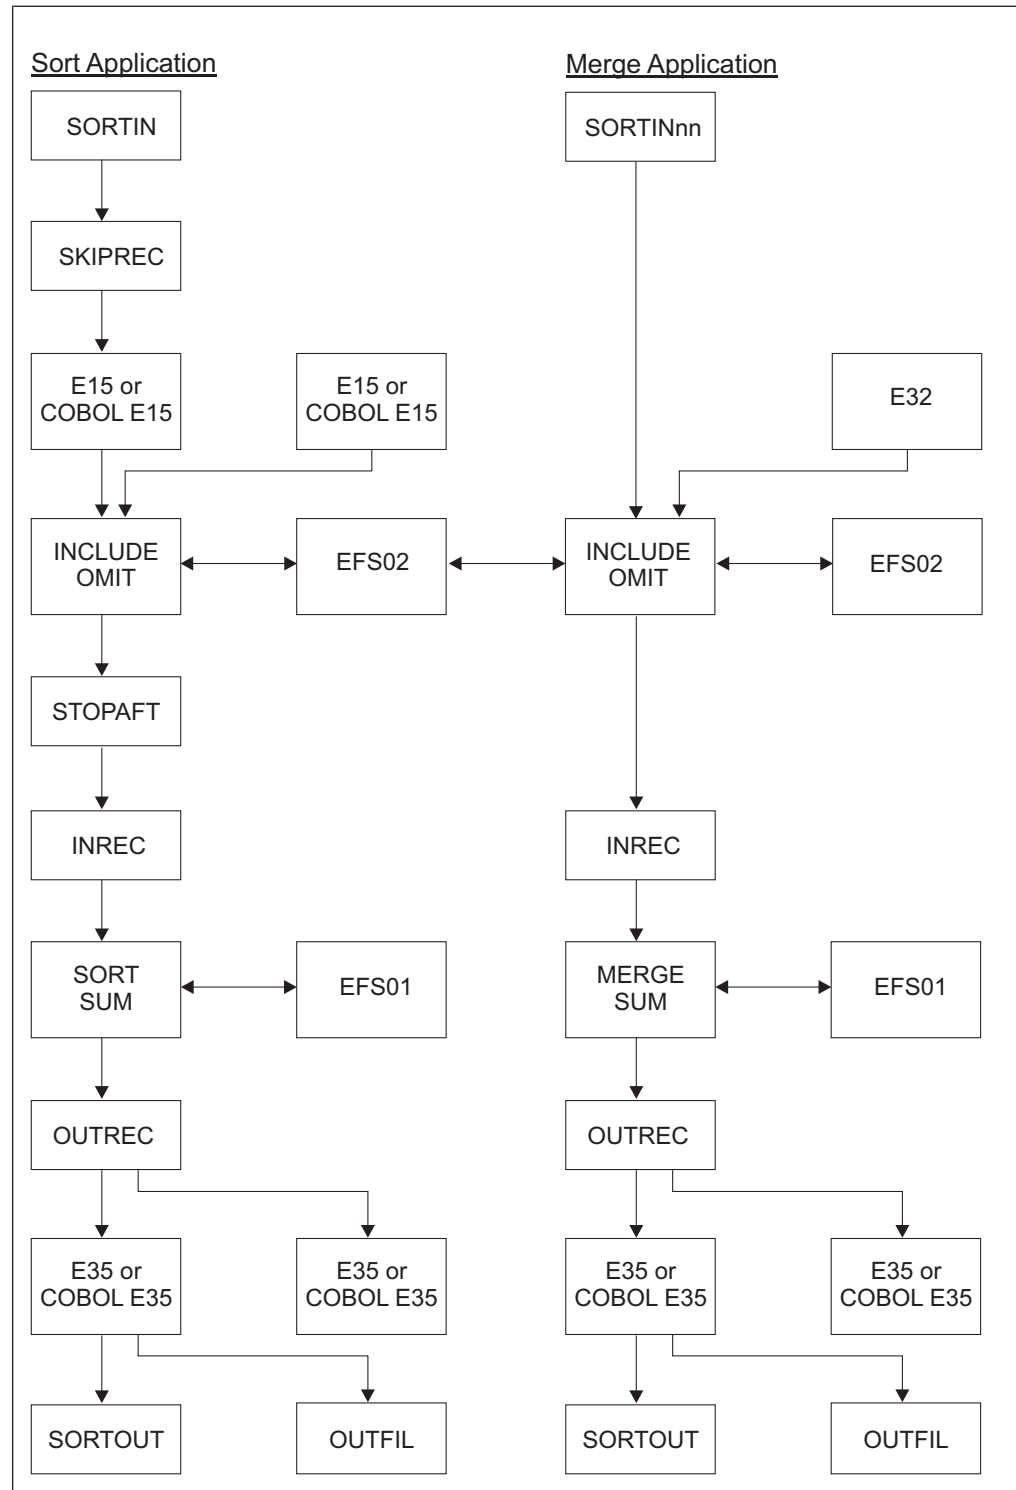 Sort Application
Merge Application
SORTIN
SORTINnn
SKIPREC
E15 or
COBOL E15
E15 or
COBOL E15
E32
INCLUDE
OMIT
EFS02
INCLUDE
OMIT
EFS02
STOPAFT
INREC
INREC
SORT
SUM
EFS01
MERGE
SUM
EFS01
OUTREC
OUTREC
E35 or
COBOL E35
E35 or
COBOL E35
E35 or
COBOL E35
E35 or
COBOL E35
SORTOUT
OUTFIL
SORTOUT
OUTFIL